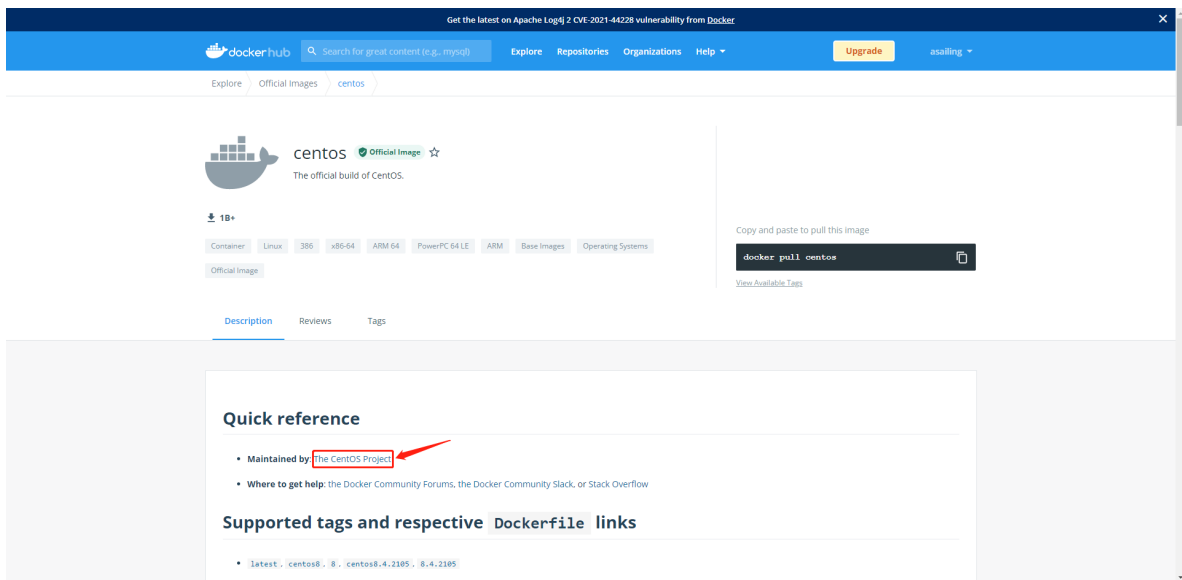 Get the latest on Apache Log4j 2 CVE-2021-44228 vulnerability from Docker
dockerhub Search for great content (e.g., mysql) Explore Repositories Organizations Help Upgrade asailing
Explore Official Images centos
centos Official Image
The official build of CentOS.
1B+
Copy and paste to pull this image
Container Linux 386 x86-64 ARM 64 PowerPC 64 LE ARM Base Images Operating Systems
docker pull centos
Official Image
View Available Tags
Description Reviews Tags
Quick reference
• Maintained by: The CentOS Project
• Where to get help: the Docker Community Forums, the Docker Community Slack, or Stack Overflow
Supported tags and respective Dockerfile links
• latest, centos8, 8, centos8.4.2105, 8.4.2105